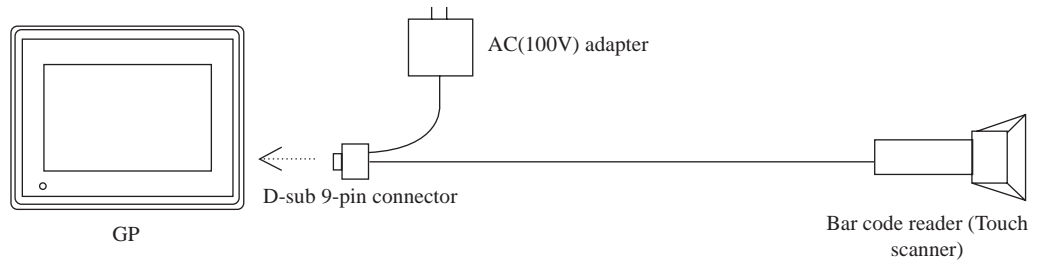 AC(100V) adapter
D-sub 9-pin connector
GP
Bar code reader (Touch
scanner)